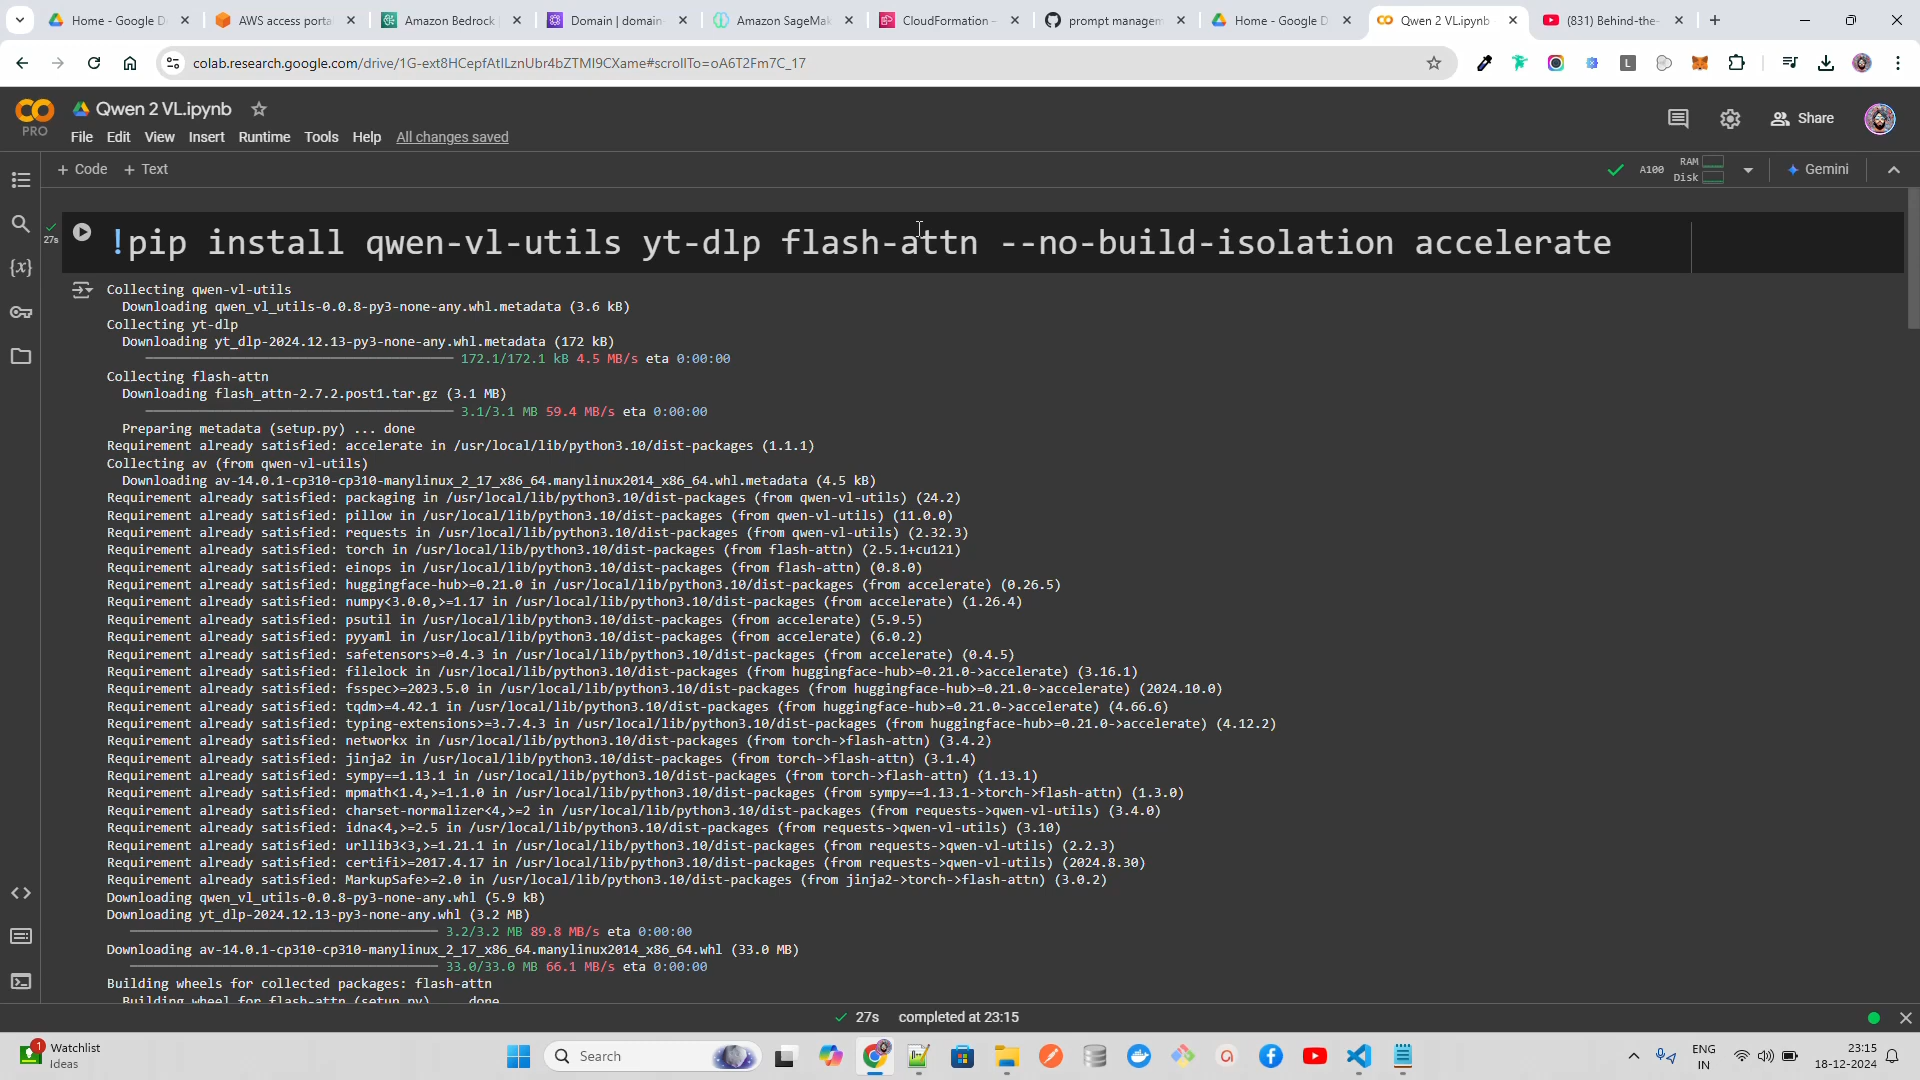 Home - Google D
AWS access porta
Amazon Bedrock
Domain | domain-
Amazon SageMak
CloudFormation -
prompt managem
Home - Google D
Qwen 2 VL.ipynb
(831) Behind-the-
colab.research.google.com/drive/1G-ext8HCepfAtlLznUbr4bZTMI9CXame#scrollTo=oA6T2Fm7C_17
L
PRO
Qwen 2 VL.ipynb
File Edit View Insert Runtime Tools Help All changes saved
Share
+ Code + Text
A100
RAM
Disk
Gemini
27s
!pip install qwen-vl-utils yt-dlp flash-attn --no-build-isolation accelerate
Collecting qwen-vl-utils
Downloading qwen_vl_utils-0.0.8-py3-none-any.whl.metadata (3.6 kB)
Collecting yt-dlp
Downloading yt_dlp-2024.12.13-py3-none-any.whl.metadata (172 kB)
172.1/172.1 kB 4.5 MB/s eta 0:00:00
Collecting flash-attn
Downloading flash_attn-2.7.2.post1.tar.gz (3.1 MB)
3.1/3.1 MB 59.4 MB/s eta 0:00:00
Preparing metadata (setup.py) ... done
Requirement already satisfied: accelerate in /usr/local/lib/python3.10/dist-packages (1.1.1)
Collecting av (from qwen-vl-utils)
Downloading av-14.0.1-cp310-cp310-manylinux_2_17_x86_64.manylinux2014_x86_64.whl.metadata (4.5 kB)
Requirement already satisfied: packaging in /usr/local/lib/python3.10/dist-packages (from qwen-vl-utils) (24.2)
Requirement already satisfied: pillow in /usr/local/lib/python3.10/dist-packages (from qwen-vl-utils) (11.0.0)
Requirement already satisfied: requests in /usr/local/lib/python3.10/dist-packages (from qwen-vl-utils) (2.32.3)
Requirement already satisfied: torch in /usr/local/lib/python3.10/dist-packages (from flash-attn) (2.5.1+cu121)
Requirement already satisfied: einops in /usr/local/lib/python3.10/dist-packages (from flash-attn) (0.8.0)
Requirement already satisfied: huggingface-hub>=0.21.0 in /usr/local/lib/python3.10/dist-packages (from accelerate) (0.26.5)
Requirement already satisfied: numpy<3.0.0,>=1.17 in /usr/local/lib/python3.10/dist-packages (from accelerate) (1.26.4)
Requirement already satisfied: psutil in /usr/local/lib/python3.10/dist-packages (from accelerate) (5.9.5)
Requirement already satisfied: pyyaml in /usr/local/lib/python3.10/dist-packages (from accelerate) (6.0.2)
Requirement already satisfied: safetensors>=0.4.3 in /usr/local/lib/python3.10/dist-packages (from accelerate) (0.4.5)
Requirement already satisfied: filelock in /usr/local/lib/python3.10/dist-packages (from huggingface-hub>=0.21.0->accelerate) (3.16.1)
Requirement already satisfied: fsspec>=2023.5.0 in /usr/local/lib/python3.10/dist-packages (from huggingface-hub>=0.21.0->accelerate) (2024.10.0)
Requirement already satisfied: tqdm>=4.42.1 in /usr/local/lib/python3.10/dist-packages (from huggingface-hub>=0.21.0->accelerate) (4.66.6)
Requirement already satisfied: typing-extensions>=3.7.4.3 in /usr/local/lib/python3.10/dist-packages (from huggingface-hub>=0.21.0->accelerate) (4.12.2)
Requirement already satisfied: networkx in /usr/local/lib/python3.10/dist-packages (from torch->flash-attn) (3.4.2)
Requirement already satisfied: jinja2 in /usr/local/lib/python3.10/dist-packages (from torch->flash-attn) (3.1.4)
Requirement already satisfied: sympy==1.13.1 in /usr/local/lib/python3.10/dist-packages (from torch->flash-attn) (1.13.1)
Requirement already satisfied: mpmath<1.4,>=1.1.0 in /usr/local/lib/python3.10/dist-packages (from sympy==1.13.1->torch->flash-attn) (1.3.0)
Requirement already satisfied: charset-normalizer<4,>=2 in /usr/local/lib/python3.10/dist-packages (from requests->qwen-vl-utils) (3.4.0)
Requirement already satisfied: idna<4,>=2.5 in /usr/local/lib/python3.10/dist-packages (from requests->qwen-vl-utils) (3.10)
Requirement already satisfied: urllib3<3,>=1.21.1 in /usr/local/lib/python3.10/dist-packages (from requests->qwen-vl-utils) (2.2.3)
Requirement already satisfied: certifi>=2017.4.17 in /usr/local/lib/python3.10/dist-packages (from requests->qwen-vl-utils) (2024.8.30)
Requirement already satisfied: MarkupSafe>=2.0 in /usr/local/lib/python3.10/dist-packages (from jinja2->torch->flash-attn) (3.0.2)
Downloading qwen_vl_utils-0.0.8-py3-none-any.whl (5.9 kB)
Downloading yt_dlp-2024.12.13-py3-none-any.whl (3.2 MB)
3.2/3.2 MB 89.8 MB/s eta 0:00:00
Downloading av-14.0.1-cp310-cp310-manylinux_2_17_x86_64.manylinux2014_x86_64.whl (33.0 MB)
33.0/33.0 MB 66.1 MB/s eta 0:00:00
Building wheels for collected packages: flash-attn
Building wheel for flash-attn (setup.py) ... done
27s completed at 23:15
1
Watchlist
Ideas
Search
ENG
IN
23:15
18-12-2024